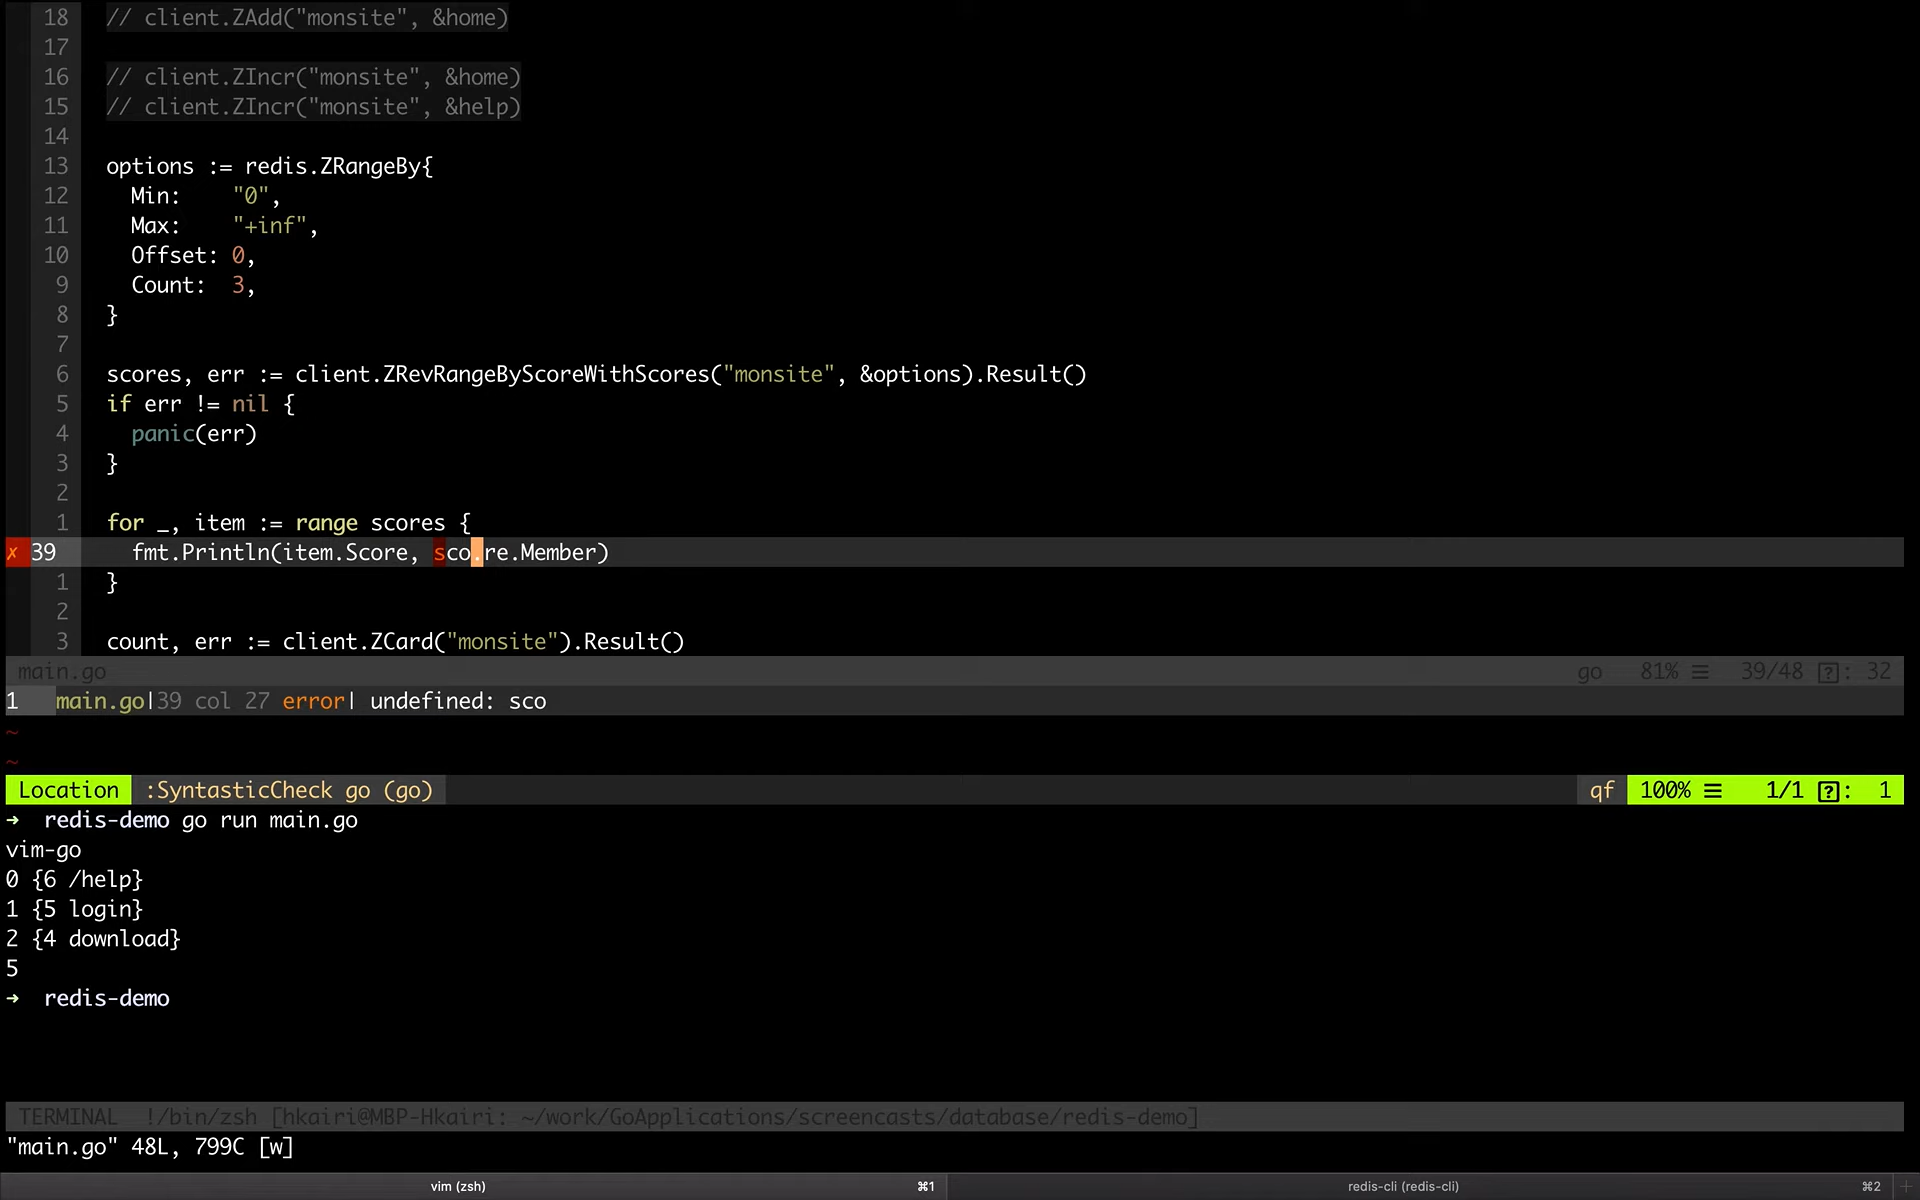 18 // client.ZAdd("monsite", &home)
17
16 // client.ZIncr("monsite", &home)
15 // client.ZIncr("monsite", &help)
14
13 options := redis.ZRangeBy{
12 Min: "0",
11 Max: "+inf",
10 Offset: 0,
9 Count: 3,
8 }
7
6 scores, err := client.ZRevRangeByScoreWithScores("monsite", &options).Result()
5 if err != nil {
4 panic(err)
3 }
2
1 for _, item := range scores {
✗ 39 fmt.Println(item.Score, sco.re.Member)
1 }
2
3 count, err := client.ZCard("monsite").Result()
main.go go 81% ☰ 39/48 [?]: 32
1 main.go|39 col 27 error| undefined: sco
~
~
Location :SyntasticCheck go (go) qf 100% ☰ 1/1 [?]: 1
➜ redis-demo go run main.go
vim-go
0 {6 /help}
1 {5 login}
2 {4 download}
5
➜ redis-demo
TERMINAL !/bin/zsh [hkairi@MBP-Hkairi: ~/work/GoApplications/screencasts/database/redis-demo]
"main.go" 48L, 799C [w]
vim (zsh) ⌘1 redis-cli (redis-cli) ⌘2 +